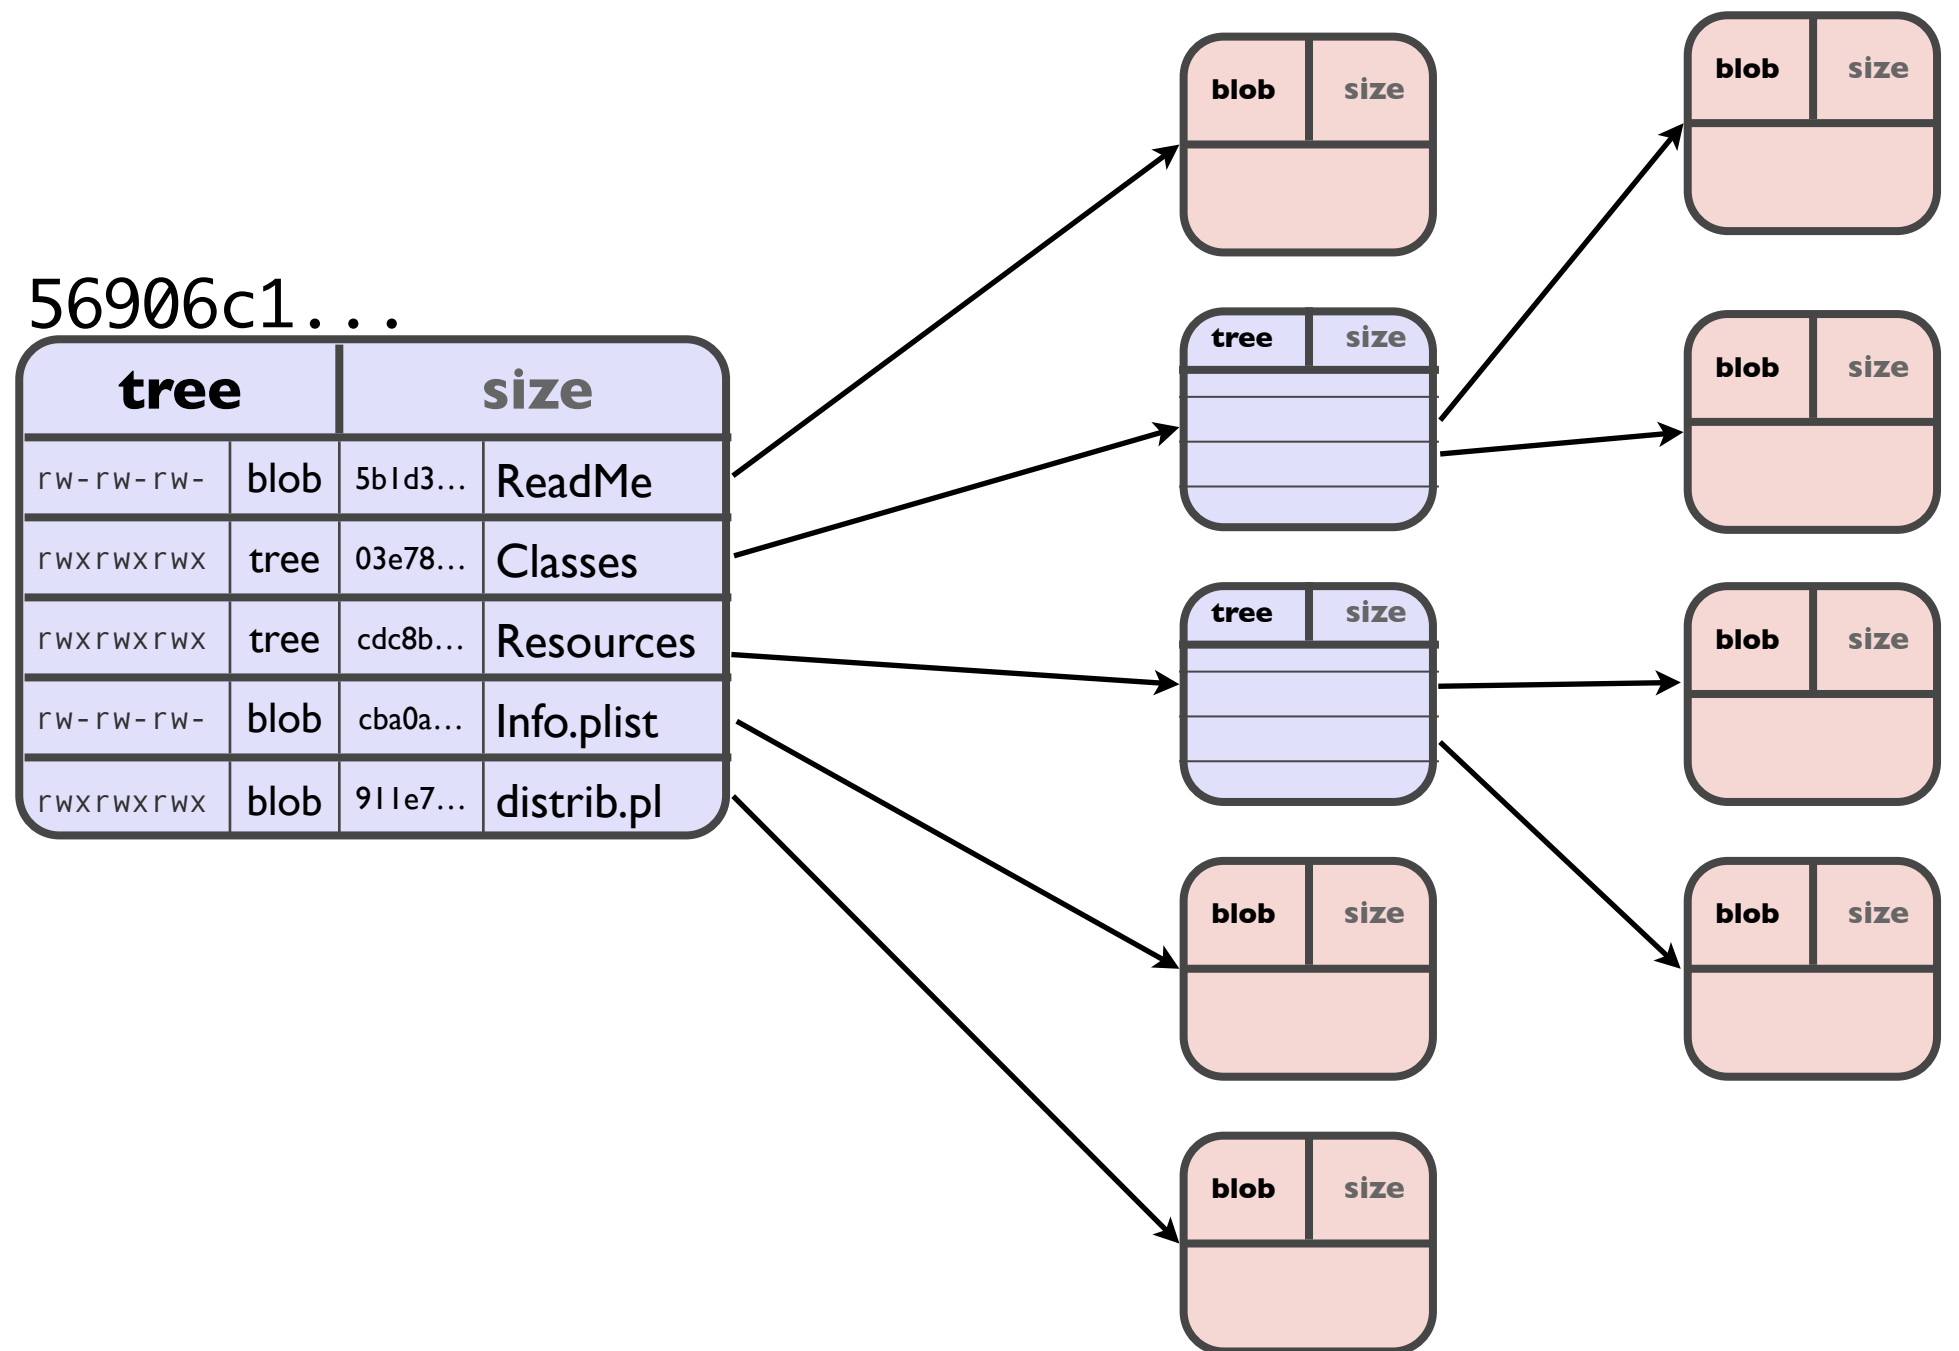 56906c1...
tree size
rw-rw-rw- blob 5b1d3... ReadMe
rwxrwxrwx tree 03e78... Classes
rwxrwxrwx tree cdc8b... Resources
rw-rw-rw- blob cba0a... Info.plist
rwxrwxrwx blob 911e7... distrib.pl
blob size
tree size
tree size
blob size
blob size
blob size
blob size
blob size
blob size